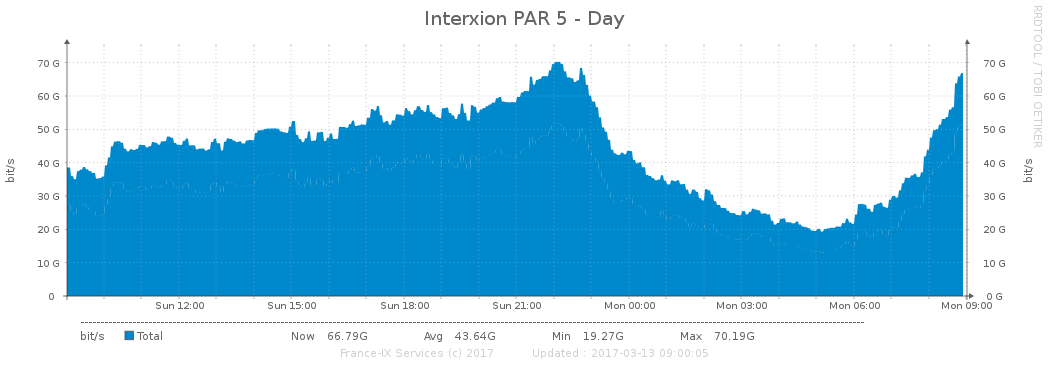 Interxion PAR 5 - Day
RRDTOOL / TOBI OETIKER
bit/s
70 G 70 G
60 G 60 G
50 G 50 G
40 G 40 G
30 G 30 G
20 G 20 G
10 G 10 G
0 0 G
bit/s
Sun 12:00 Sun 15:00 Sun 18:00 Sun 21:00 Mon 00:00 Mon 03:00 Mon 06:00 Mon 09:00
bit/s Total Now 66.79G Avg 43.64G Min 19.27G Max 70.19G
France-IX Services (c) 2017 Updated : 2017-03-13 09:00:05